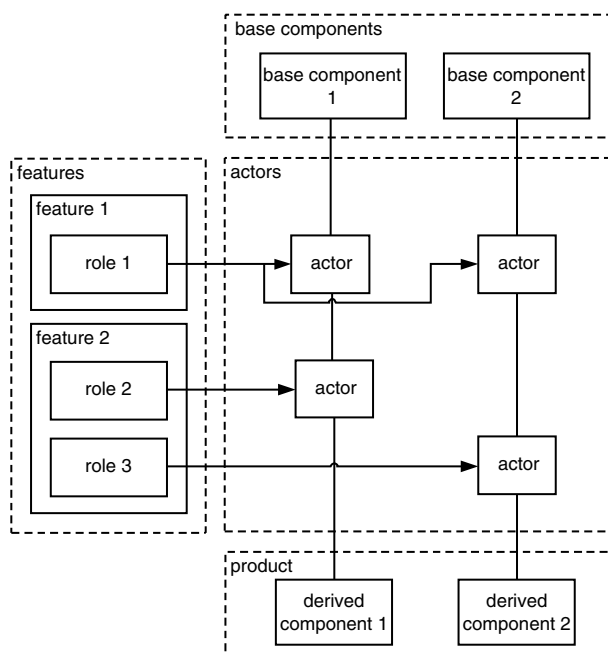 base components
base component
1
base component
2
features
actors
feature 1
role 1
actor
actor
feature 2
role 2
actor
role 3
actor
product
derived
component 1
derived
component 2